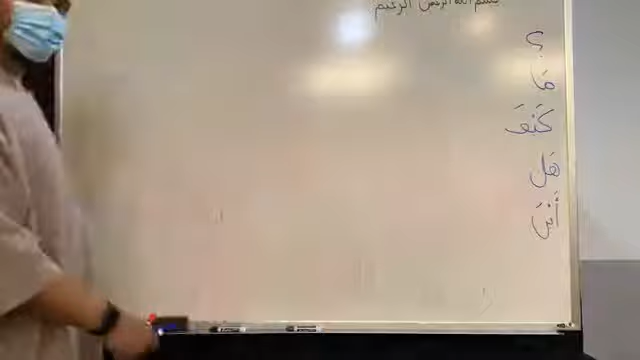 بسم الله الرحمن الرحيم
؟
مَا
كَيْفَ
هَل
أَيْنَ